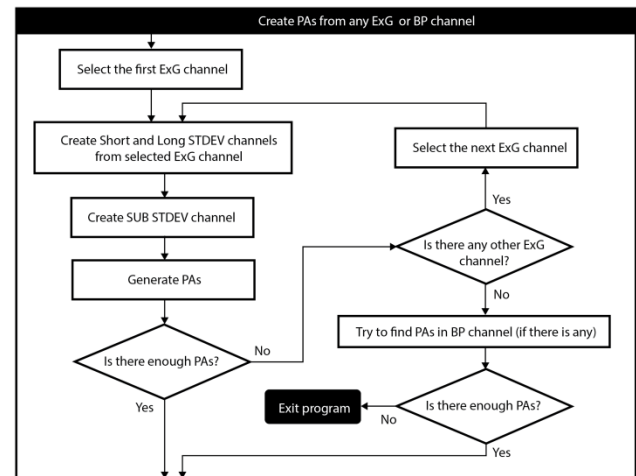 Create PAs from any ExG or BP channel
Select the first ExG channel
Create Short and Long STDEV channels
from selected ExG channel
Create SUB STDEV channel
Generate PAs
Is there enough PAs?
No
Yes
Select the next ExG channel
Yes
Is there any other ExG
channel?
No
Try to find PAs in BP channel (if there is any)
Is there enough PAs?
No
Exit program
Yes